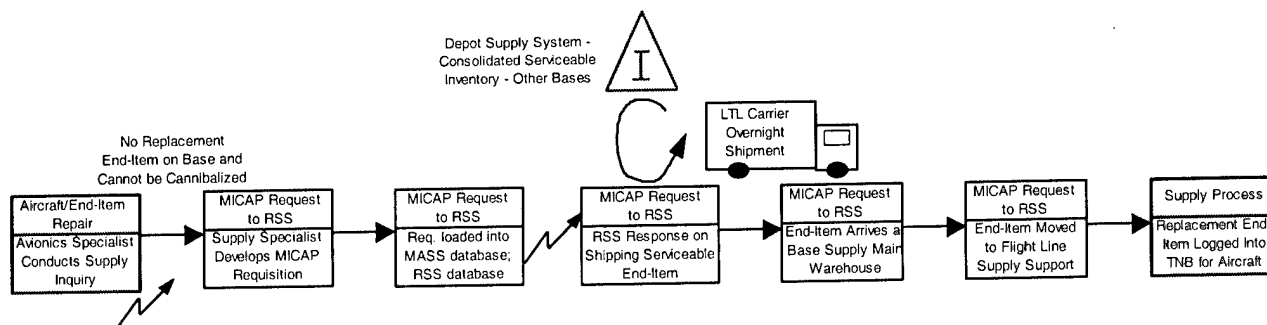 Depot Supply System -
Consolidated Serviceable
Inventory - Other Bases
I
LTL Carrier
Overnight
Shipment
No Replacement
End-Item on Base and
Cannot be Cannibalized
Aircraft/End-Item
Repair
Avionics Specialist
Conducts Supply
Inquiry
MICAP Request
to RSS
Supply Specialist
Develops MICAP
Requisition
MICAP Request
to RSS
Req. loaded into
MASS database;
RSS database
MICAP Request
to RSS
RSS Response on
Shipping Serviceable
End-Item
MICAP Request
to RSS
End-Item Arrives a
Base Supply Main
Warehouse
MICAP Request
to RSS
End-Item Moved
to Flight Line
Supply Support
Supply Process
Replacement End
Item Logged Into
TNB for Aircraft